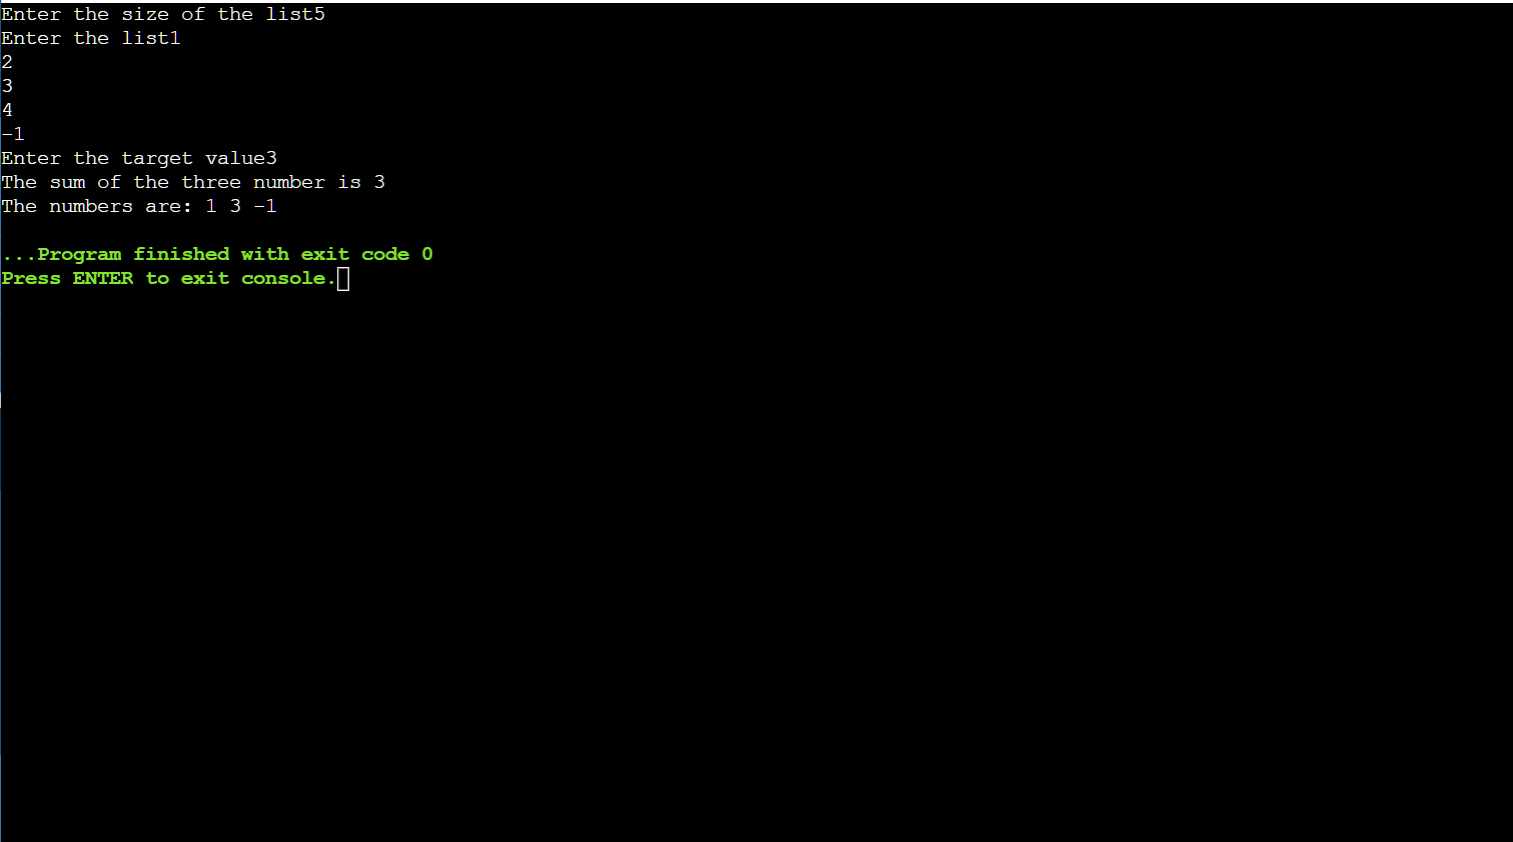 Enter the size of the list5
Enter the list1
2
3
4
-1
Enter the target value3
The sum of the three number is 3
The numbers are: 1 3 -1
...Program finished with exit code 0
Press ENTER to exit console.